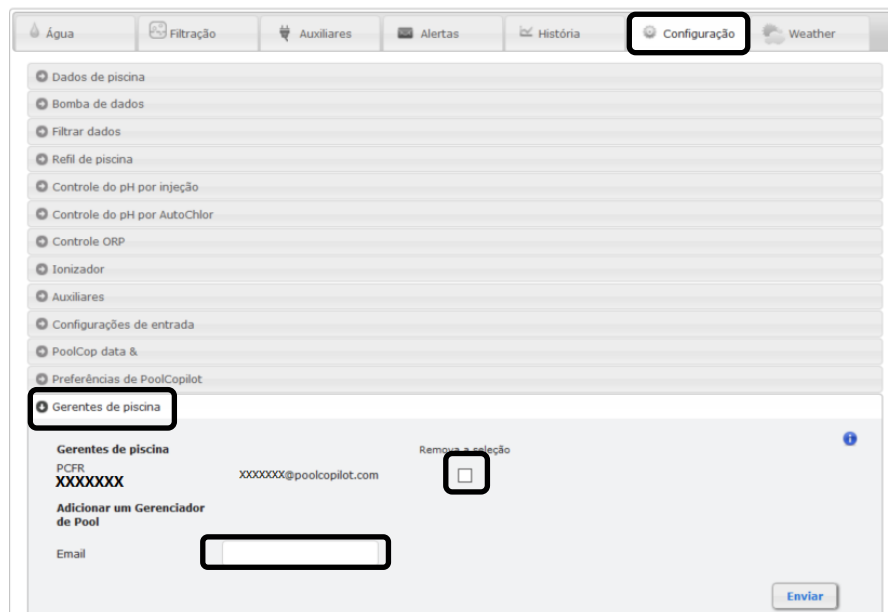 Água Filtração Auxiliares Alertas História Configuração Weather
Dados de piscina
Bomba de dados
Filtrar dados
Refil de piscina
Controle do pH por injeção
Controle do pH por AutoChlor
Controle ORP
Ionizador
Auxiliares
Configurações de entrada
PoolCop data &
Preferências de PoolCopilot
Gerentes de piscina
Gerentes de piscina Remova a seleção
PCFR
XXXXXXX XXXXXXX@poolcopilot.com
Adicionar um Gerenciador
de Pool
Email
Enviar